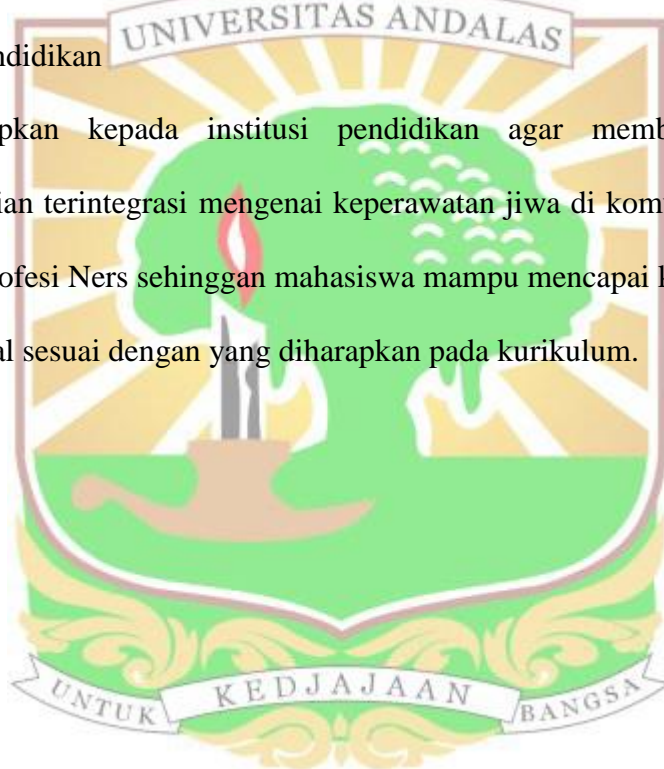 UNIVERSITAS ANDALAS
ndidikan
pkan kepada institusi pendidikan agar memb
ian terintegrasi mengenai keperawatan jiwa di kom
ofesi Ners sehinggan mahasiswa mampu mencapai k
al sesuai dengan yang diharapkan pada kurikulum.
UNTUK KEDJAJAAN BANGSA